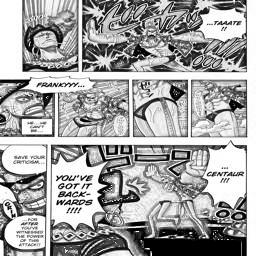 ...TAAATE
!!
FRANKYYY...
HE...HE
CAN'T
BE...
...
CENTAUR
!!!
YOU'VE
GOT IT
BACK-
WARDS
!!!!
SAVE YOUR
CRITICISM...
...FOR
AFTER
YOU'VE
WITNESSED
THE POWER OF
THIS ATTACK!!